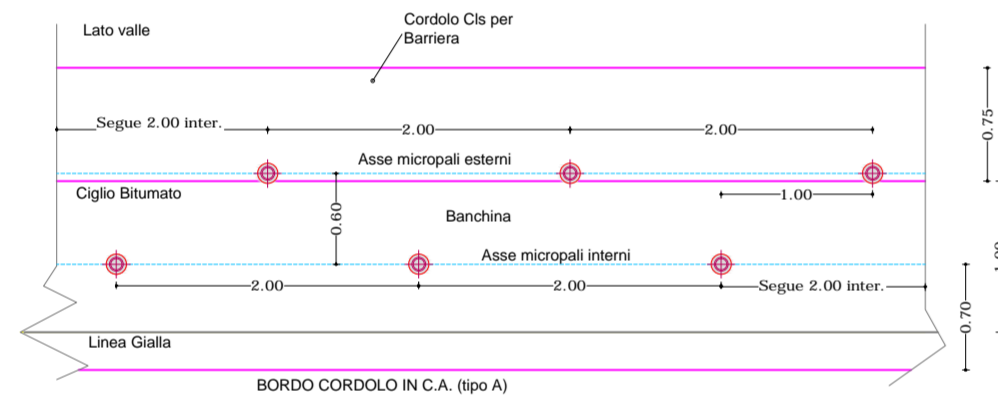 Lato valle
Cordolo Cls per
Barriera
Segue 2.00 inter.
2.00
2.00
0.75
Asse micropali esterni
Ciglio Bitumato
1.00
0.60
Banchina
Asse micropali interni
2.00
2.00
Segue 2.00 inter.
0.70
Linea Gialla
BORDO CORDOLO IN C.A. (tipo A)